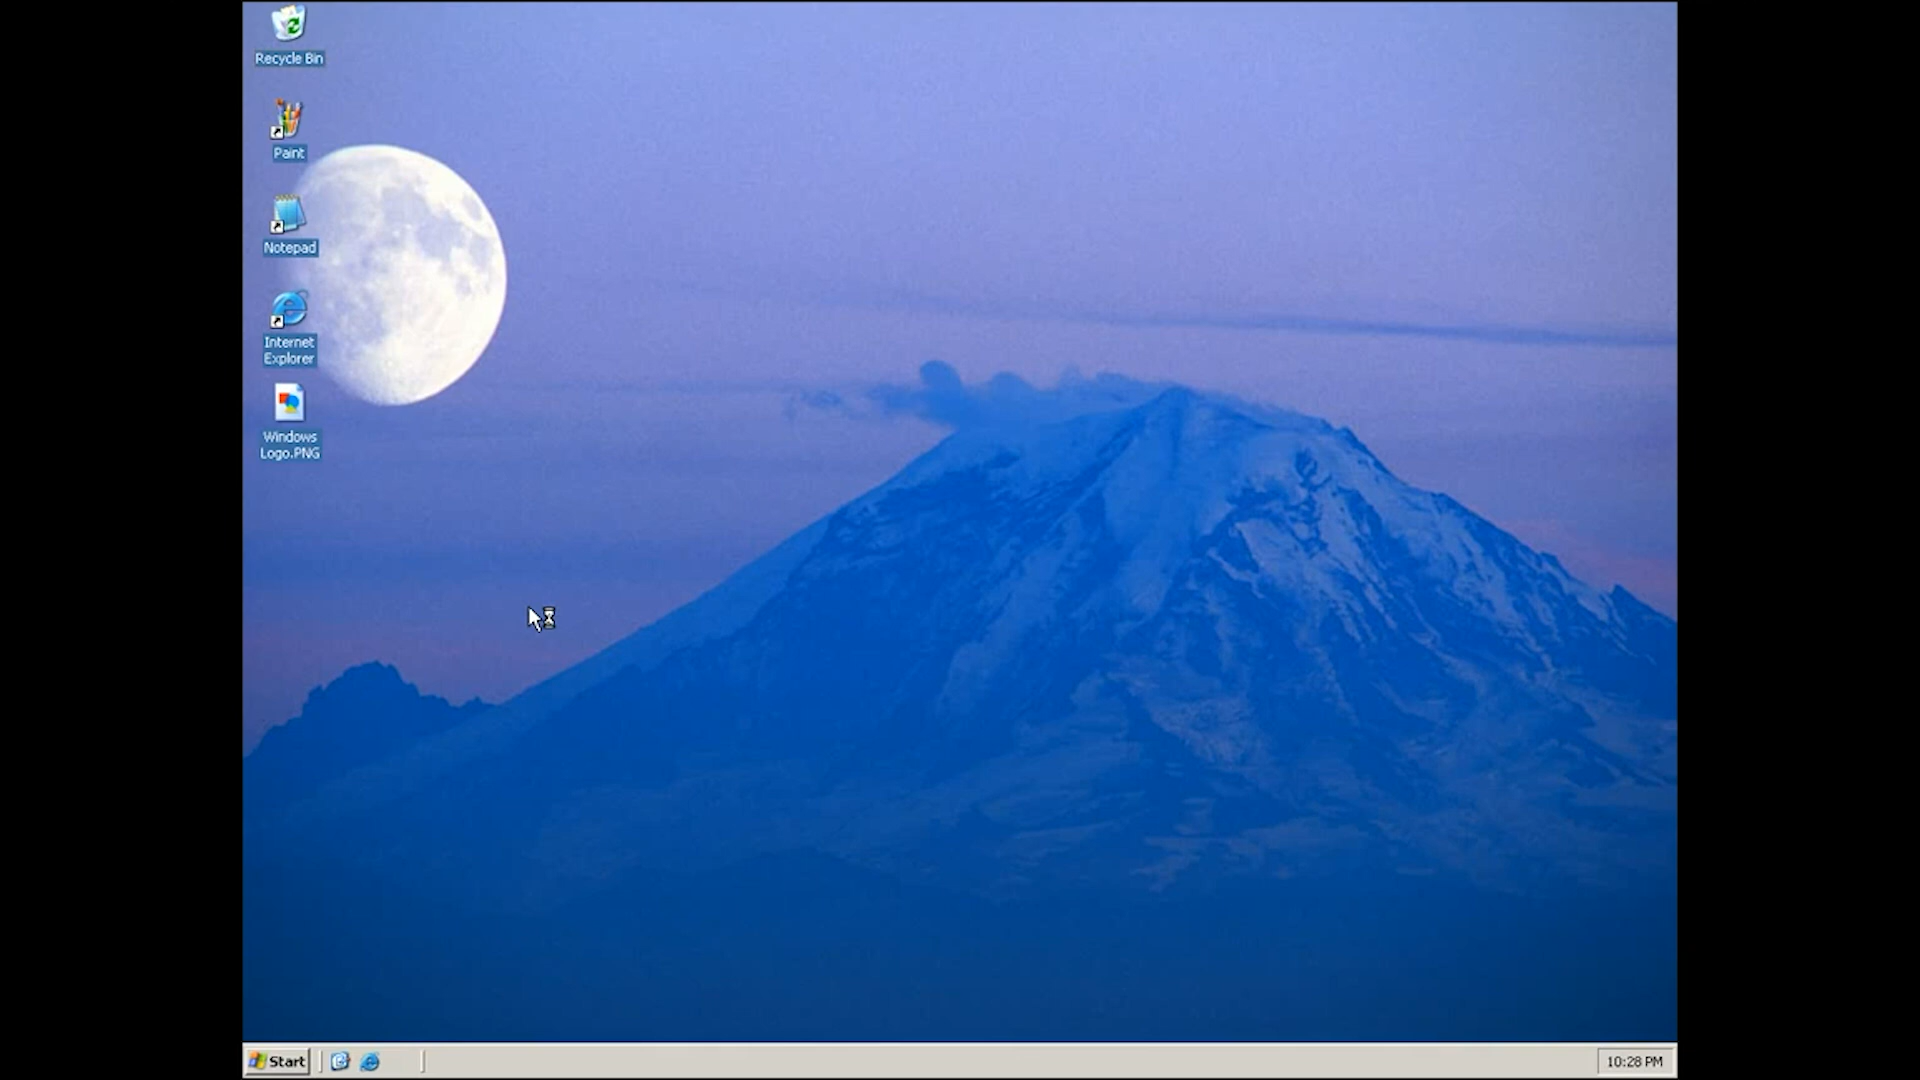 Recycle Bin
Paint
Notepad
Internet
Explorer
Windows
Logo.PNG
Start
10:28 PM